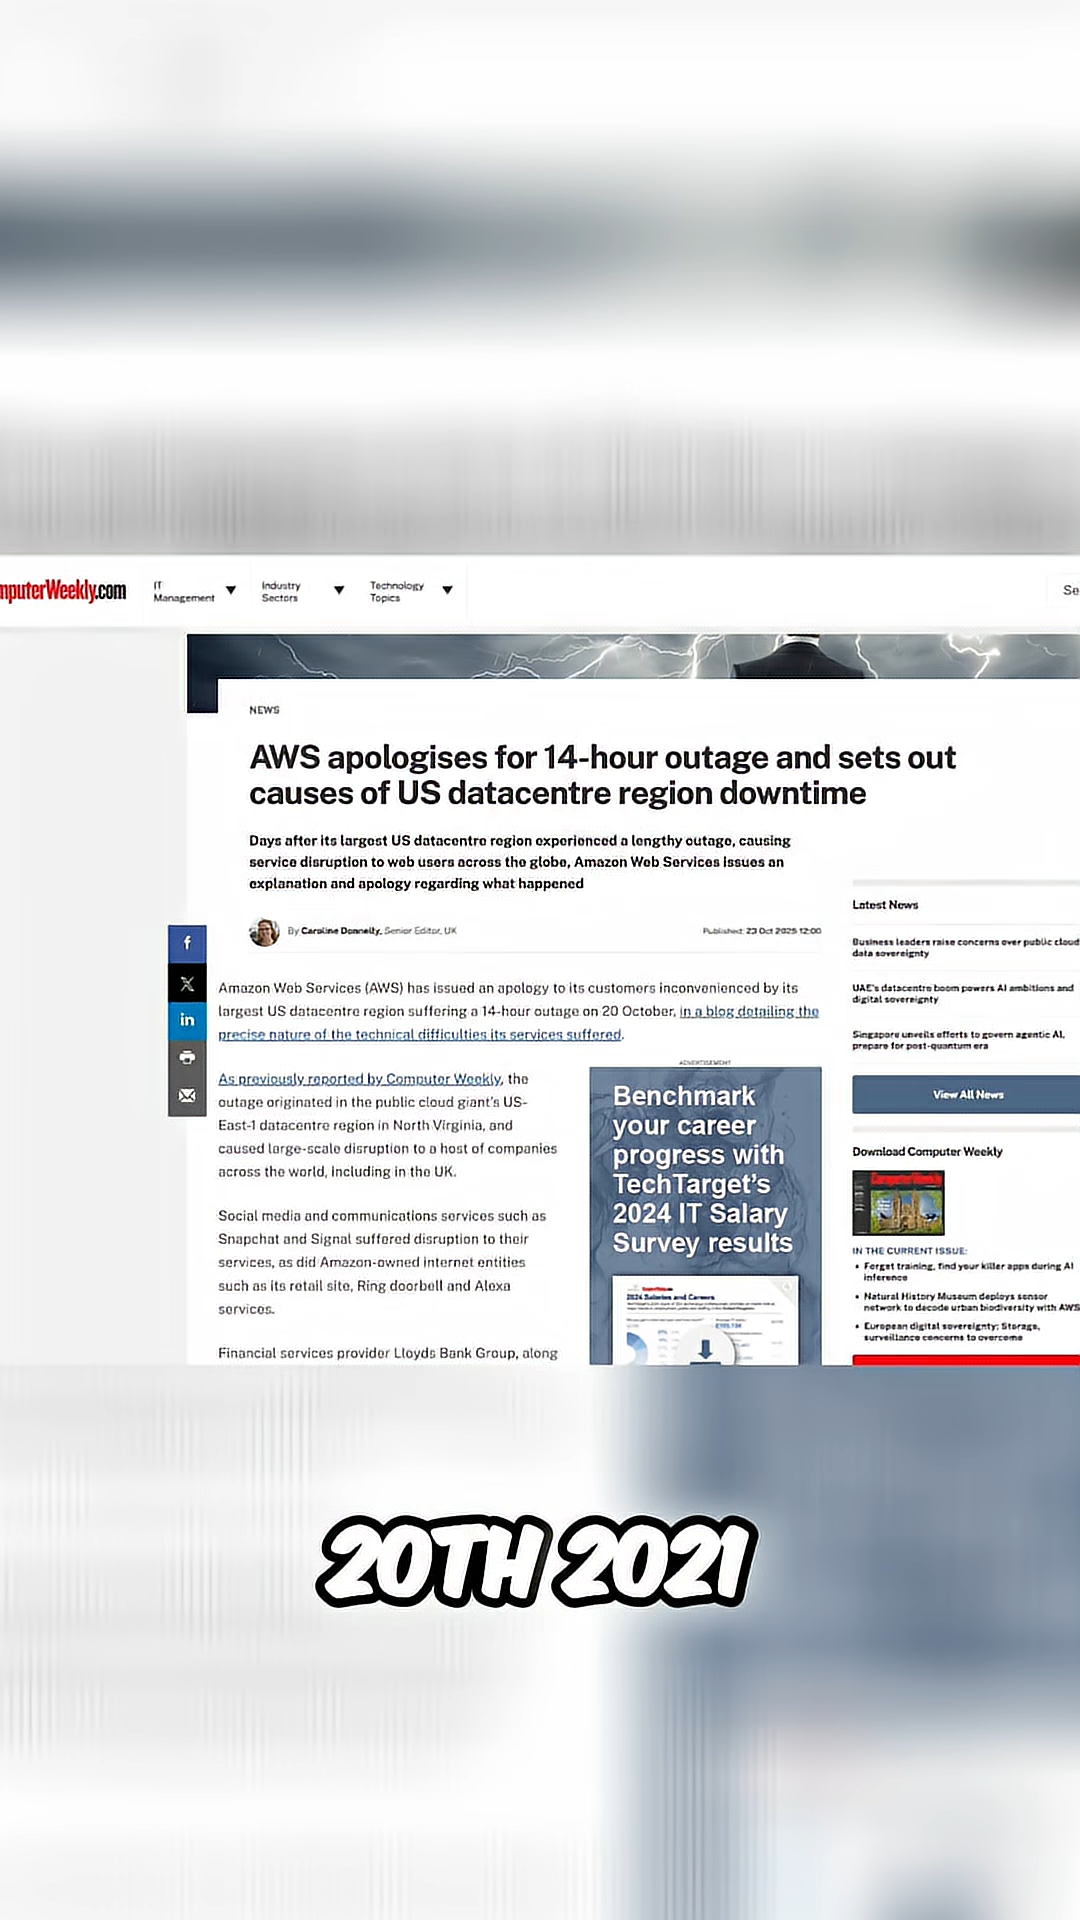 mputerWeekly.com
IT
Management
Industry
Sectors
Technology
Topics
Se
NEWS
AWS apologises for 14-hour outage and sets out
causes of US datacentre region downtime
Days after its largest US datacentre region experienced a lengthy outage, causing
service disruption to web users across the globe, Amazon Web Services issues an
explanation and apology regarding what happened
By Caroline Donnelly, Senior Editor, UK
Published: 23 Oct 2025 12:00
Amazon Web Services (AWS) has issued an apology to its customers inconvenienced by its
largest US datacentre region suffering a 14-hour outage on 20 October, in a blog detailing the
precise nature of the technical difficulties its services suffered.
As previously reported by Computer Weekly, the
outage originated in the public cloud giant's US-
East-1 datacentre region in North Virginia, and
caused large-scale disruption to a host of companies
across the world, including in the UK.
Social media and communications services such as
Snapchat and Signal suffered disruption to their
services, as did Amazon-owned internet entities
such as its retail site, Ring doorbell and Alexa
services.
Financial services provider Lloyds Bank Group, along
ADVERTISEMENT
Benchmark
your career
progress with
TechTarget's
2024 IT Salary
Survey results
2024 Salaries and Careers
Latest News
Business leaders raise concerns over public cloud
data sovereignty
UAE's datacentre boom powers AI ambitions and
digital sovereignty
Singapore unveils efforts to govern agentic AI,
prepare for post-quantum era
View All News
Download Computer Weekly
ComputerWeekly
IN THE CURRENT ISSUE:
• Forget training, find your killer apps during AI
inference
• Natural History Museum deploys sensor
network to decode urban biodiversity with AWS
• European digital sovereignty: Storage,
surveillance concerns to overcome
20TH 2021